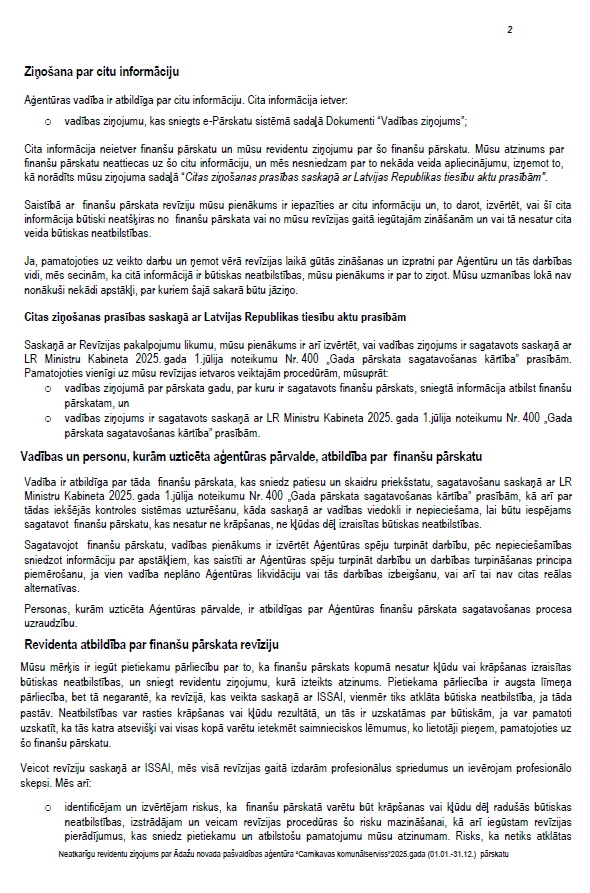 2
Ziņošana par citu informāciju
Aģentūras vadība ir atbildīga par citu informāciju. Cita informācija ietver:
o vadības ziņojumu, kas sniegts e-Pārskatu sistēmā sadaļā Dokumenti “Vadības ziņojums”;
Cita informācija neietver finanšu pārskatu un mūsu revidentu ziņojumu par šo finanšu pārskatu. Mūsu atzinums par
finanšu pārskatu neattiecas uz šo citu informāciju, un mēs nesniedzam par to nekāda veida apliecinājumu, izņemot to,
kā norādīts mūsu ziņojuma sadaļā “Citas ziņošanas prasības saskaņā ar Latvijas Republikas tiesību aktu prasībām”.
Saistībā ar finanšu pārskata revīziju mūsu pienākums ir iepazīties ar citu informāciju un, to darot, izvērtēt, vai šī cita
informācija būtiski neatšķiras no finanšu pārskata vai no mūsu revīzijas gaitā iegūtajām zināšanām un vai tā nesatur cita
veida būtiskas neatbilstības.
Ja, pamatojoties uz veikto darbu un ņemot vērā revīzijas laikā gūtās zināšanas un izpratni par Aģentūru un tās darbības
vidi, mēs secinām, ka citā informācijā ir būtiskas neatbilstības, mūsu pienākums ir par to ziņot. Mūsu uzmanības lokā nav
nonākuši nekādi apstākļi, par kuriem šajā sakarā būtu jāziņo.
Citas ziņošanas prasības saskaņā ar Latvijas Republikas tiesību aktu prasībām
Saskaņā ar Revīzijas pakalpojumu likumu, mūsu pienākums ir arī izvērtēt, vai vadības ziņojums ir sagatavots saskaņā ar
LR Ministru Kabineta 2025. gada 1.jūlija noteikumu Nr. 400 „Gada pārskata sagatavošanas kārtība” prasībām.
Pamatojoties vienīgi uz mūsu revīzijas ietvaros veiktajām procedūrām, mūsuprāt:
o vadības ziņojumā par pārskata gadu, par kuru ir sagatavots finanšu pārskats, sniegtā informācija atbilst finanšu
pārskatam, un
o vadības ziņojums ir sagatavots saskaņā ar LR Ministru Kabineta 2025. gada 1.jūlija noteikumu Nr. 400 „Gada
pārskata sagatavošanas kārtība” prasībām.
Vadības un personu, kurām uzticēta aģentūras pārvalde, atbildība par finanšu pārskatu
Vadība ir atbildīga par tāda finanšu pārskata, kas sniedz patiesu un skaidru priekšstatu, sagatavošanu saskaņā ar LR
Ministru Kabineta 2025. gada 1.jūlija noteikumu Nr. 400 „Gada pārskata sagatavošanas kārtība” prasībām, kā arī par
tādas iekšējās kontroles sistēmas uzturēšanu, kāda saskaņā ar vadības viedokli ir nepieciešama, lai būtu iespējams
sagatavot finanšu pārskatu, kas nesatur ne krāpšanas, ne kļūdas dēļ izraisītas būtiskas neatbilstības.
Sagatavojot finanšu pārskatu, vadības pienākums ir izvērtēt Aģentūras spēju turpināt darbību, pēc nepieciešamības
sniedzot informāciju par apstākļiem, kas saistīti ar Aģentūras spēju turpināt darbību un darbības turpināšanas principa
piemērošanu, ja vien vadība neplāno Aģentūras likvidāciju vai tās darbības izbeigšanu, vai arī tai nav citas reālas
alternatīvas.
Personas, kurām uzticēta Aģentūras pārvalde, ir atbildīgas par Aģentūras finanšu pārskata sagatavošanas procesa
uzraudzību.
Revidenta atbildība par finanšu pārskata revīziju
Mūsu mērķis ir iegūt pietiekamu pārliecību par to, ka finanšu pārskats kopumā nesatur kļūdu vai krāpšanas izraisītas
būtiskas neatbilstības, un sniegt revidentu ziņojumu, kurā izteikts atzinums. Pietiekama pārliecība ir augsta līmeņa
pārliecība, bet tā negarantē, ka revīzijā, kas veikta saskaņā ar ISSAI, vienmēr tiks atklāta būtiska neatbilstība, ja tāda
pastāv. Neatbilstības var rasties krāpšanas vai kļūdu rezultātā, un tās ir uzskatāmas par būtiskām, ja var pamatoti
uzskatīt, ka tās katra atsevišķi vai visas kopā varētu ietekmēt saimnieciskos lēmumus, ko lietotāji pieņem, pamatojoties uz
šo finanšu pārskatu.
Veicot revīziju saskaņā ar ISSAI, mēs visā revīzijas gaitā izdarām profesionālus spriedumus un ievērojam profesionālo
skepsi. Mēs arī:
o identificējam un izvērtējam riskus, ka finanšu pārskatā varētu būt krāpšanas vai kļūdu dēļ radušās būtiskas
neatbilstības, izstrādājam un veicam revīzijas procedūras šo risku mazināšanai, kā arī iegūstam revīzijas
pierādījumus, kas sniedz pietiekamu un atbilstošu pamatojumu mūsu atzinumam. Risks, ka netiks atklātas
Neatkarīgu revidentu ziņojums par Ādažu novada pašvaldības aģentūra “Carnikavas komunālserviss”2025.gada (01.01.-31.12.) pārskatu